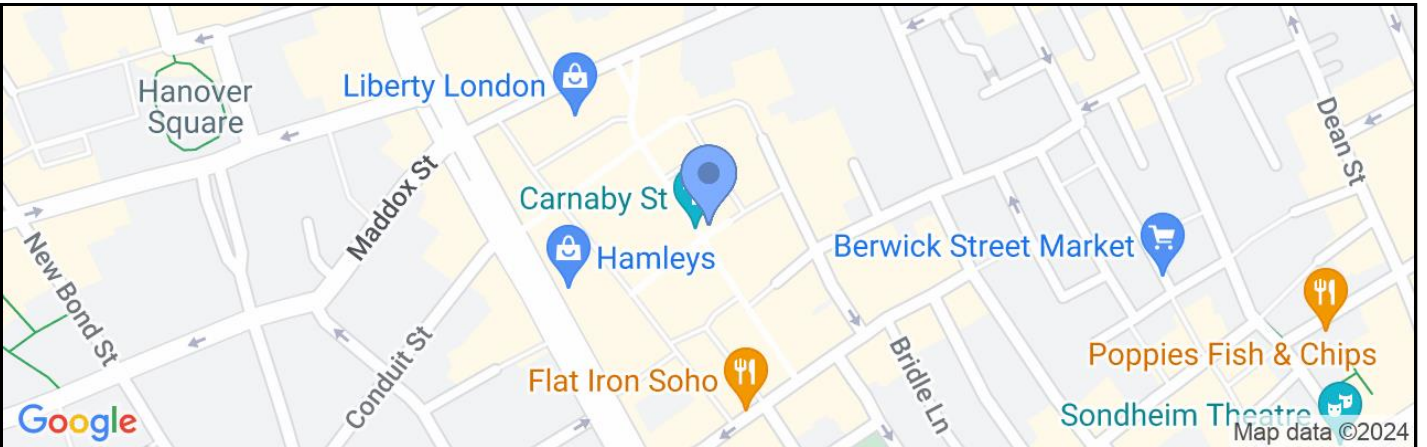 Hanover
Square
Liberty London
Dean St
Maddox St
Carnaby St
Hamleys
Berwick Street Market
New Bond St
Conduit St
Bridle Ln
Flat Iron Soho
Poppies Fish & Chips
Sondheim Theatre
Google
Map data ©2024